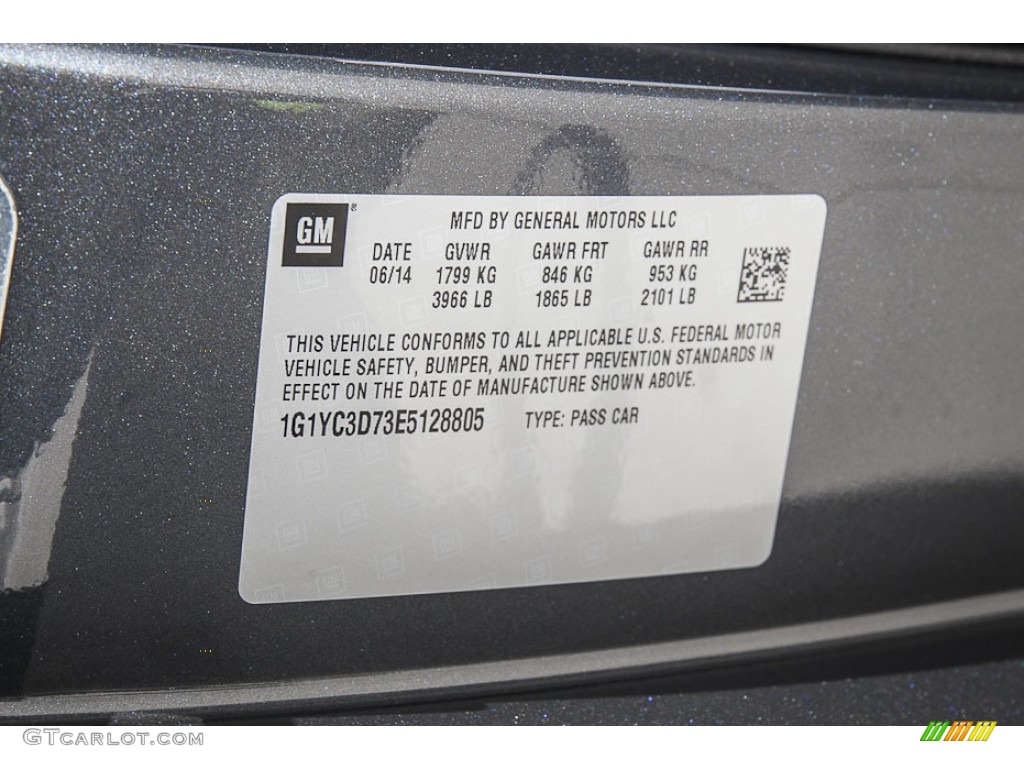 GM ®
MFD BY GENERAL MOTORS LLC
DATE GVWR GAWR FRT GAWR RR
06/14 1799 KG 846 KG 953 KG
3966 LB 1865 LB 2101 LB
THIS VEHICLE CONFORMS TO ALL APPLICABLE U.S. FEDERAL MOTOR
VEHICLE SAFETY, BUMPER, AND THEFT PREVENTION STANDARDS IN
EFFECT ON THE DATE OF MANUFACTURE SHOWN ABOVE.
1G1YC3D73E5128805 TYPE: PASS CAR
GTCARLOT.COM